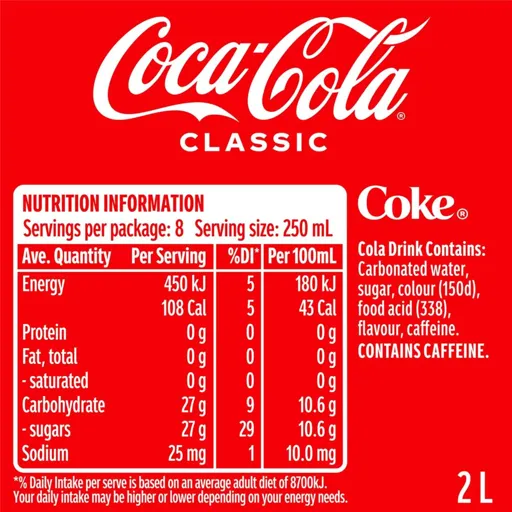 Coca-Cola®
CLASSIC
NUTRITION INFORMATION
Servings per package: 8 Serving size: 250 mL
Ave. Quantity Per Serving %DI* Per 100mL
Energy 450 kJ 5 180 kJ
108 Cal 5 43 Cal
Protein 0 g 0 0 g
Fat, total 0 g 0 0 g
- saturated 0 g 0 0 g
Carbohydrate 27 g 9 10.6 g
- sugars 27 g 29 10.6 g
Sodium 25 mg 1 10.0 mg
*% Daily Intake per serve is based on an average adult diet of 8700kJ.
Your daily intake may be higher or lower depending on your energy needs.
Coke®
Cola Drink Contains:
Carbonated water,
sugar, colour (150d),
food acid (338),
flavour, caffeine.
CONTAINS CAFFEINE.
2 L